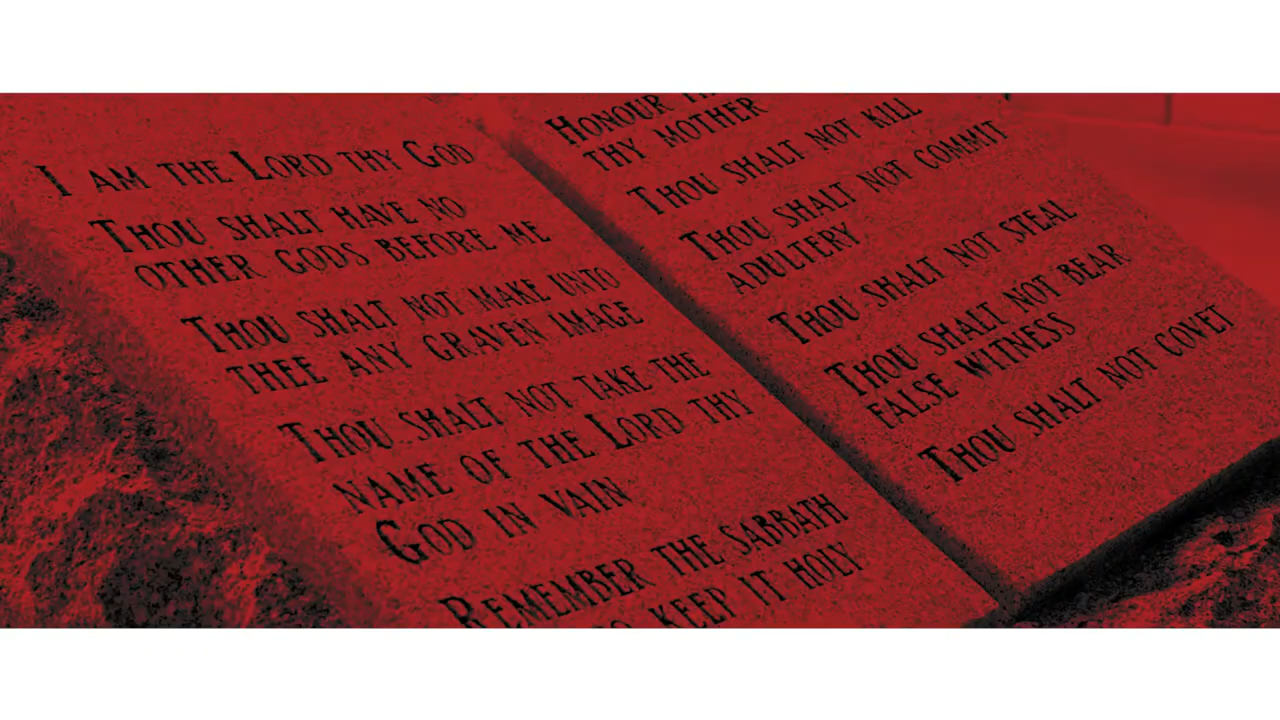 I AM THE LORD THY GOD
THOU SHALT HAVE NO
OTHER GODS BEFORE ME
THOU SHALT NOT MAKE UNTO
THEE ANY GRAVEN IMAGE
THOU SHALT NOT TAKE THE
NAME OF THE LORD THY
GOD IN VAIN
REMEMBER THE SABBATH
KEEP IT HOLY
HONOUR
THY MOTHER
THOU SHALT NOT KILL
THOU SHALT NOT COMMIT
ADULTERY
THOU SHALT NOT STEAL
THOU SHALT NOT BEAR
FALSE WITNESS
THOU SHALT NOT COVET